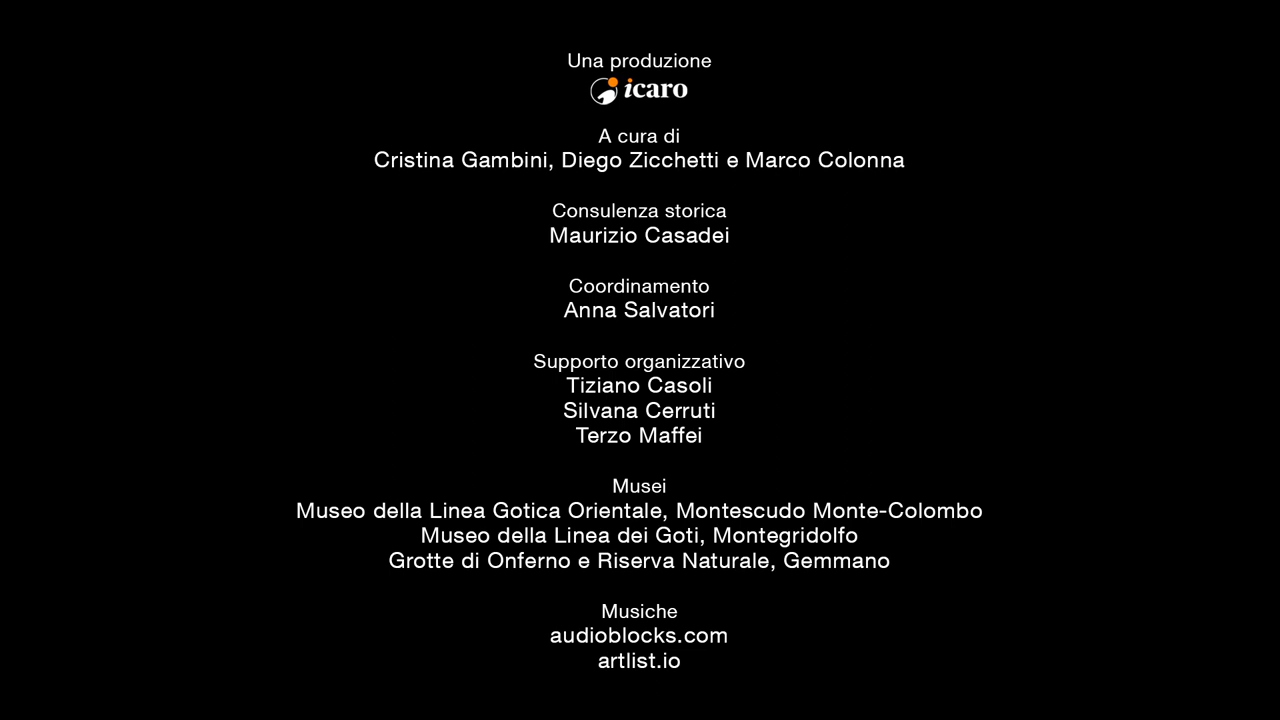 Una produzione
icaro
A cura di
Cristina Gambini, Diego Zicchetti e Marco Colonna
Consulenza storica
Maurizio Casadei
Coordinamento
Anna Salvatori
Supporto organizzativo
Tiziano Casoli
Silvana Cerruti
Terzo Maffei
Musei
Museo della Linea Gotica Orientale, Montescudo Monte-Colombo
Museo della Linea dei Goti, Montegridolfo
Grotte di Onferno e Riserva Naturale, Gemmano
Musiche
audioblocks.com
artlist.io